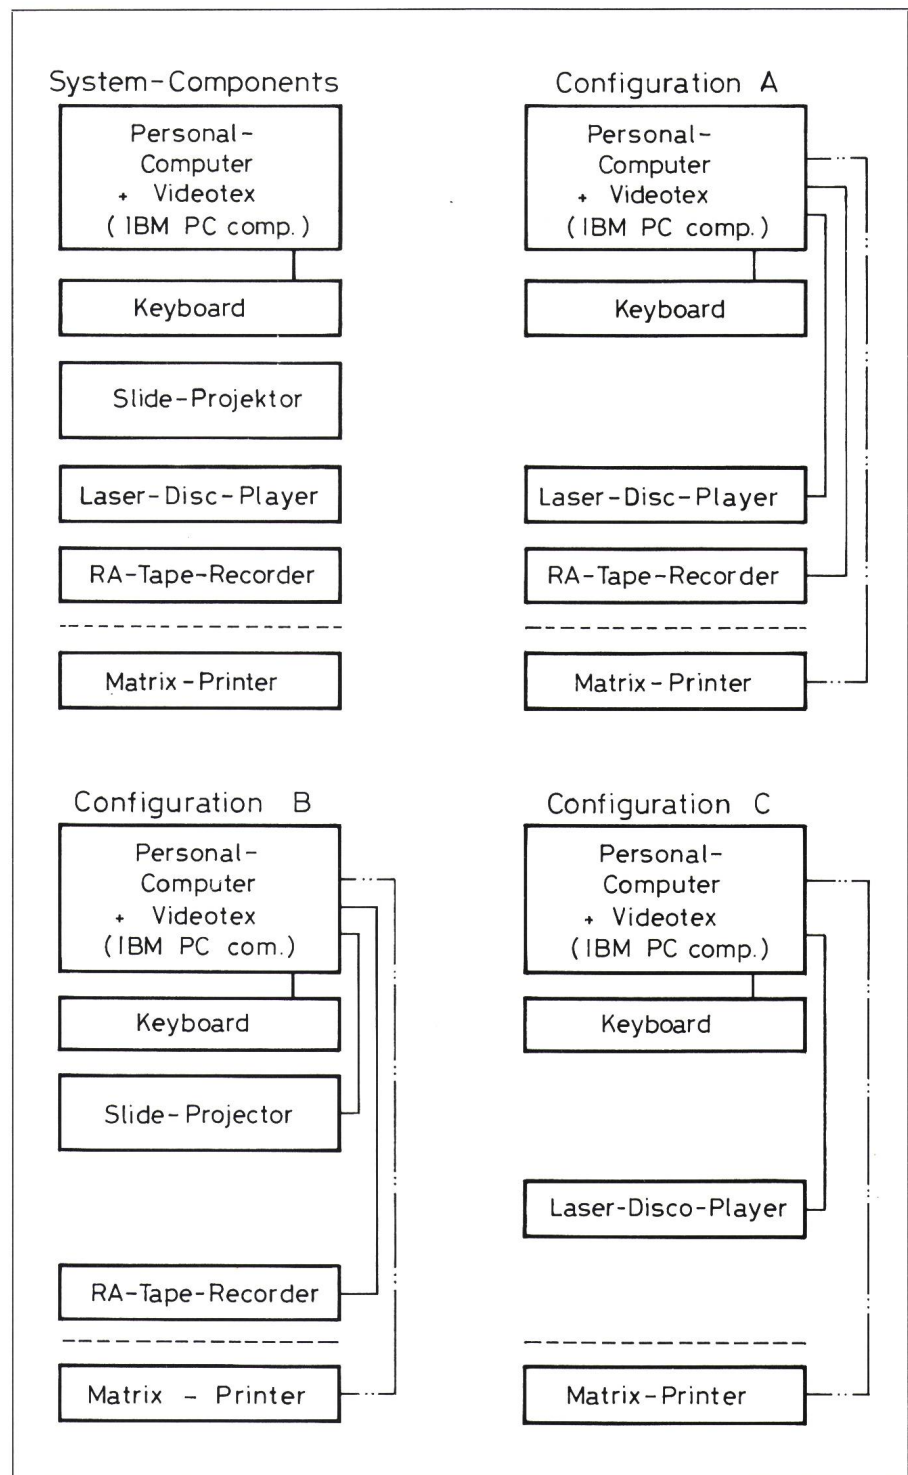 System-Components
Personal-
Computer
+ Videotex
(IBM PC comp.)
Keyboard
Slide-Projektor
Laser-Disc-Player
RA-Tape-Recorder
Matrix-Printer
Configuration A
Personal-
Computer
+ Videotex
(IBM PC comp.)
Keyboard
Laser-Disc-Player
RA-Tape-Recorder
Matrix-Printer
Configuration B
Personal-
Computer
+ Videotex
(IBM PC com.)
Keyboard
Slide-Projector
RA-Tape-Recorder
Matrix - Printer
Configuration C
Personal-
Computer
+ Videotex
(IBM PC comp.)
Keyboard
Laser-Disco-Player
Matrix-Printer